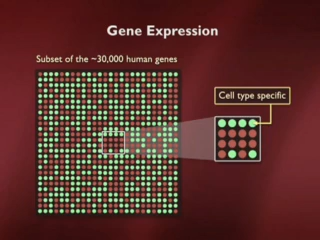 Gene Expression
Subset of the ~30,000 human genes
Cell type specific